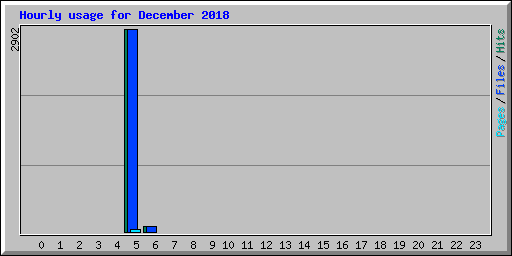 Hourly usage for December 2018
2902
Pages/Files/Hits
0 1 2 3 4 5 6 7 8 9 10 11 12 13 14 15 16 17 18 19 20 21 22 23